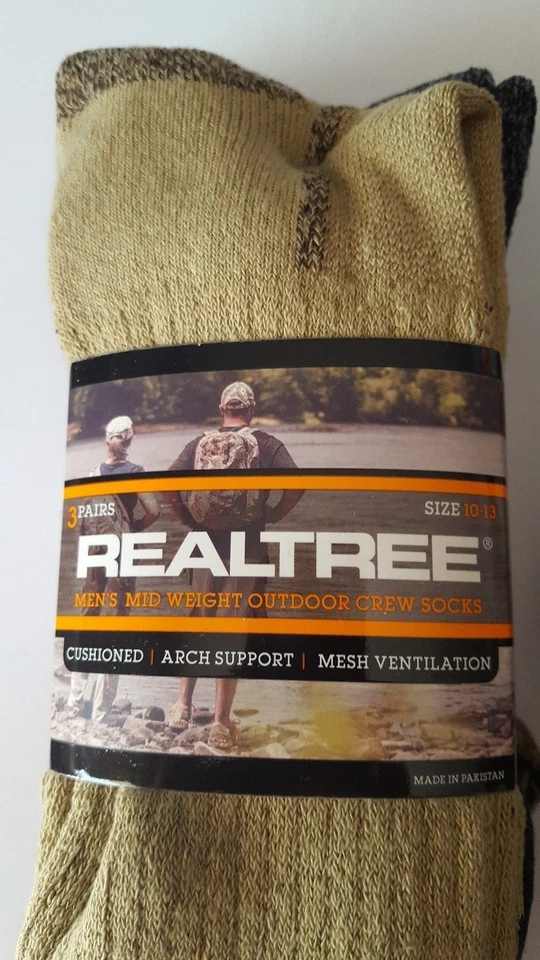 3 PAIRS SIZE 10-13
REALTREE®
MEN'S MID WEIGHT OUTDOOR CREW SOCKS
CUSHIONED | ARCH SUPPORT | MESH VENTILATION
MADE IN PAKISTAN